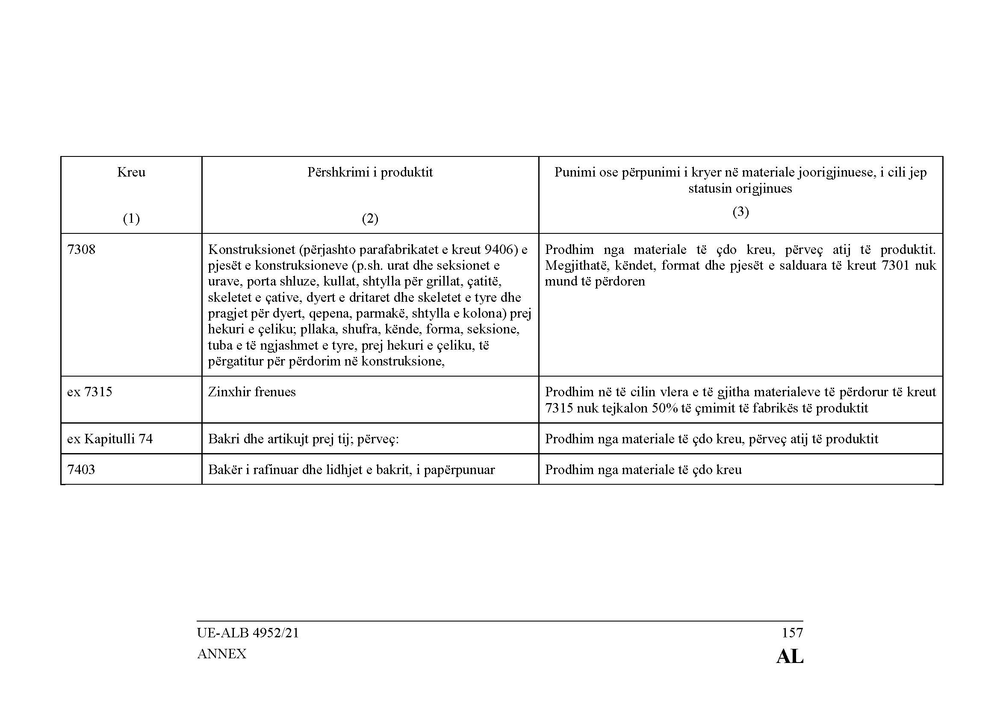 Kreu
(1)
Përshkrimi i produktit
(2)
Punimi ose përpunimi i kryer në materiale joorigjinuese, i cili jep
statusin origjinues
(3)
7308
Konstruksionet (përjashto parafabrikatet e kreut 9406) e
pjesët e konstruksioneve (p.sh. urat dhe seksionet e
urave, porta shluze, kullat, shtylla për grillat, çatitë,
skeletet e çative, dyert e dritaret dhe skeletet e tyre dhe
pragjet për dyert, qepena, parmakë, shtylla e kolona) prej
hekuri e çeliku; pllaka, shufra, kënde, forma, seksione,
tuba e të ngjashmet e tyre, prej hekuri e çeliku, të
përgatitur për përdorim në konstruksione,
Prodhim nga materiale të çdo kreu, përveç atij të produktit.
Megjithatë, këndet, format dhe pjesët e salduara të kreut 7301 nuk
mund të përdoren
ex 7315
Zinxhir frenues
Prodhim në të cilin vlera e të gjitha materialeve të përdorur të kreut
7315 nuk tejkalon 50% të çmimit të fabrikës të produktit
ex Kapitulli 74
Bakri dhe artikujt prej tij; përveç:
Prodhim nga materiale të çdo kreu, përveç atij të produktit
7403
Bakër i rafinuar dhe lidhjet e bakrit, i papërpunuar
Prodhim nga materiale të çdo kreu
UE-ALB 4952/21
157
ANNEX
AL